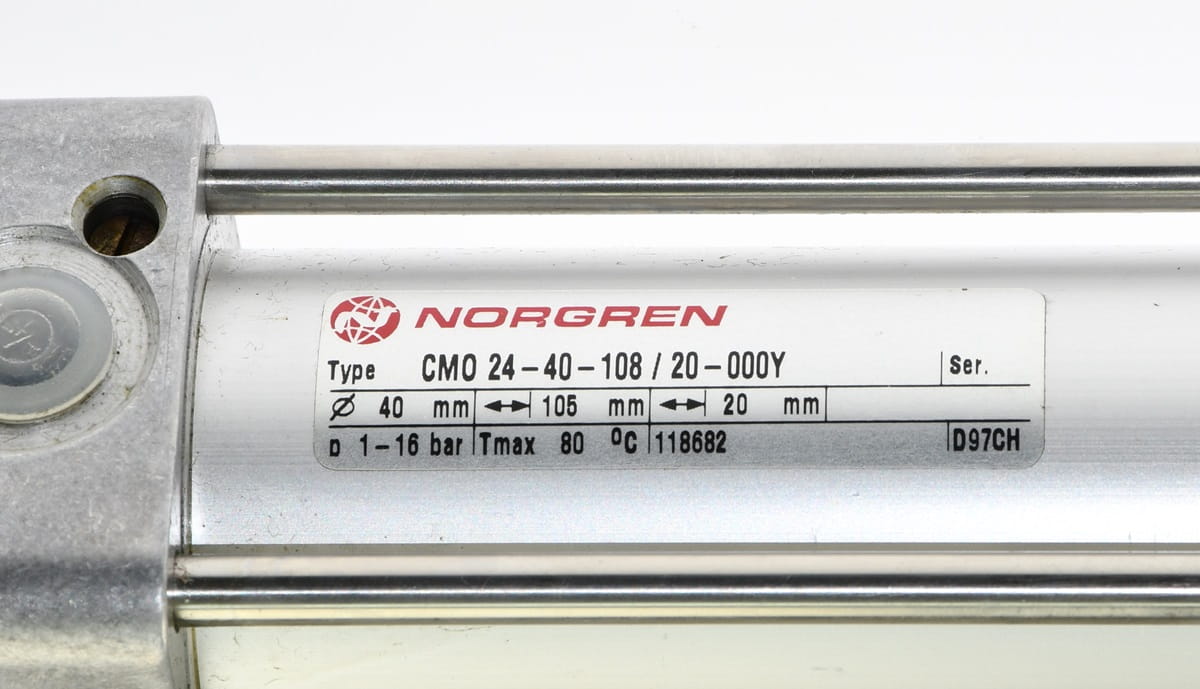 NORGREN
Type CMO 24-40-108 / 20-000Y Ser.
Ø 40 mm 105 mm 20 mm
p 1-16 bar Tmax 80 °C 118682 D97CH